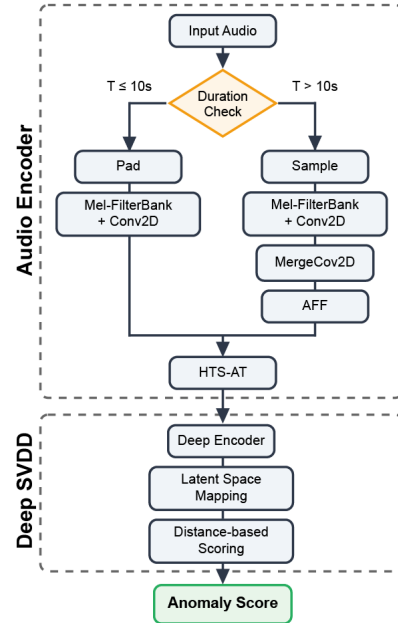 Input Audio
T ≤ 10s
T > 10s
Duration
Check
Pad
Sample
Mel-FilterBank
+ Conv2D
Mel-FilterBank
+ Conv2D
MergeCov2D
AFF
HTS-AT
Audio Encoder
Deep Encoder
Latent Space
Mapping
Distance-based
Scoring
Deep SVDD
Anomaly Score